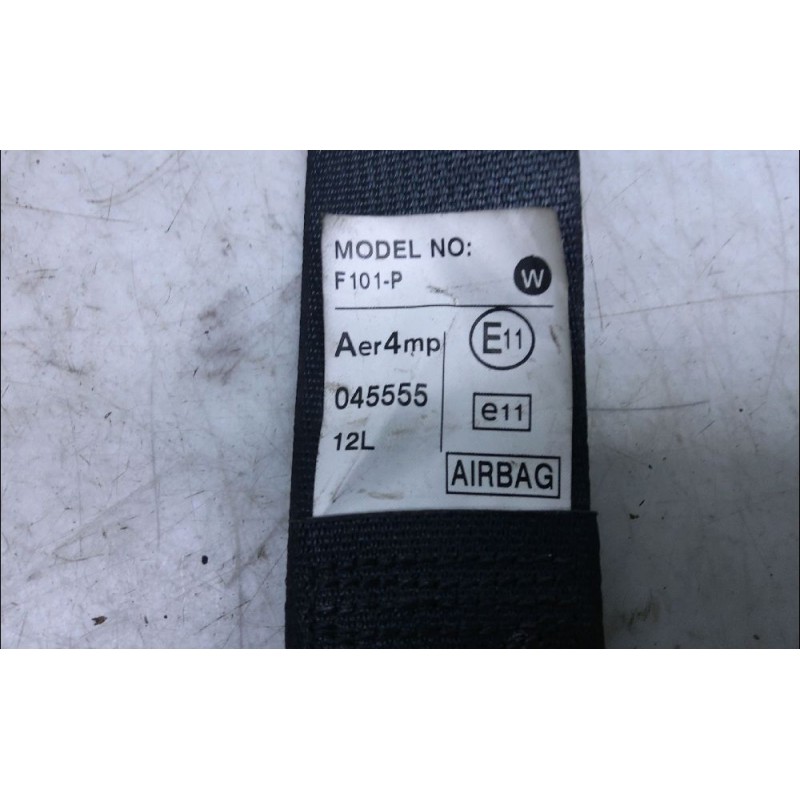 MODEL NO:
F101-P
W
Aer4mp
E11
045555
e11
12L
AIRBAG